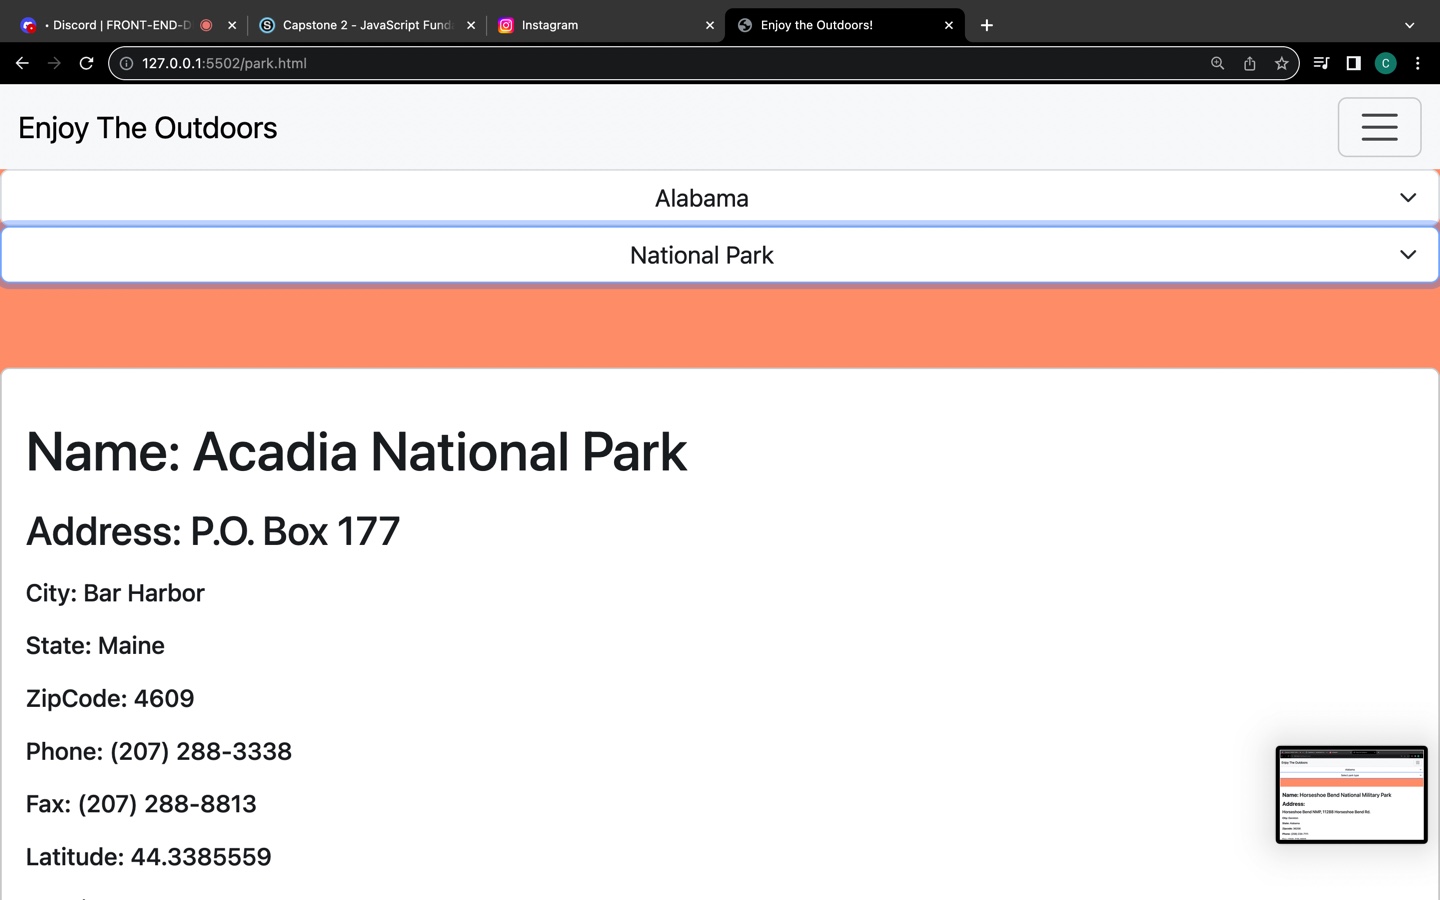 • Discord | FRONT-END-D
Capstone 2 - JavaScript Fund
Instagram
Enjoy the Outdoors!
127.0.0.1:5502/park.html
C
Enjoy The Outdoors
Alabama
National Park
Name: Acadia National Park
Address: P.O. Box 177
City: Bar Harbor
State: Maine
ZipCode: 4609
Phone: (207) 288-3338
Fax: (207) 288-8813
Latitude: 44.3385559
Enjoy The Outdoors
Alabama
Name: Horseshoe Bend National Military Park
Address:
Horseshoe Bend NMP, 11288 Horseshoe Bend Rd.